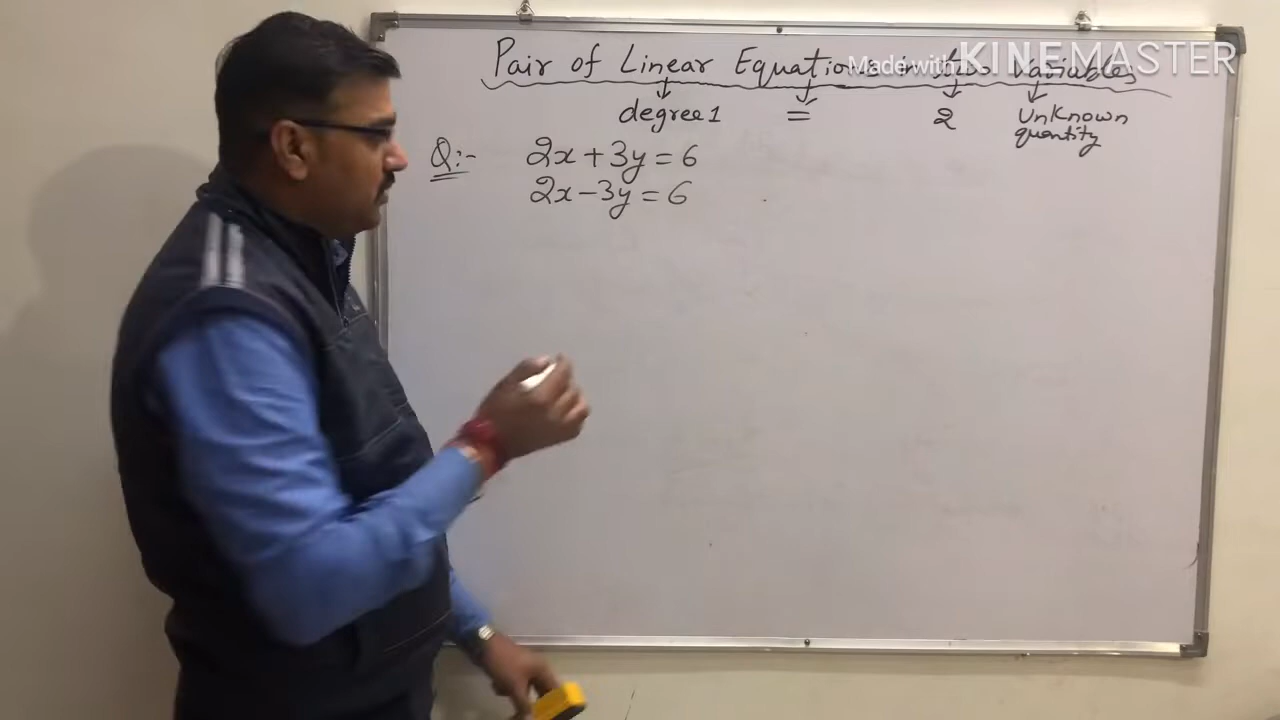 Pair of Linear Equations in two Variables
Made with KINEMASTER
degree 1 = 2 Unknown
quantity
Q:- 2x + 3y = 6
2x - 3y = 6